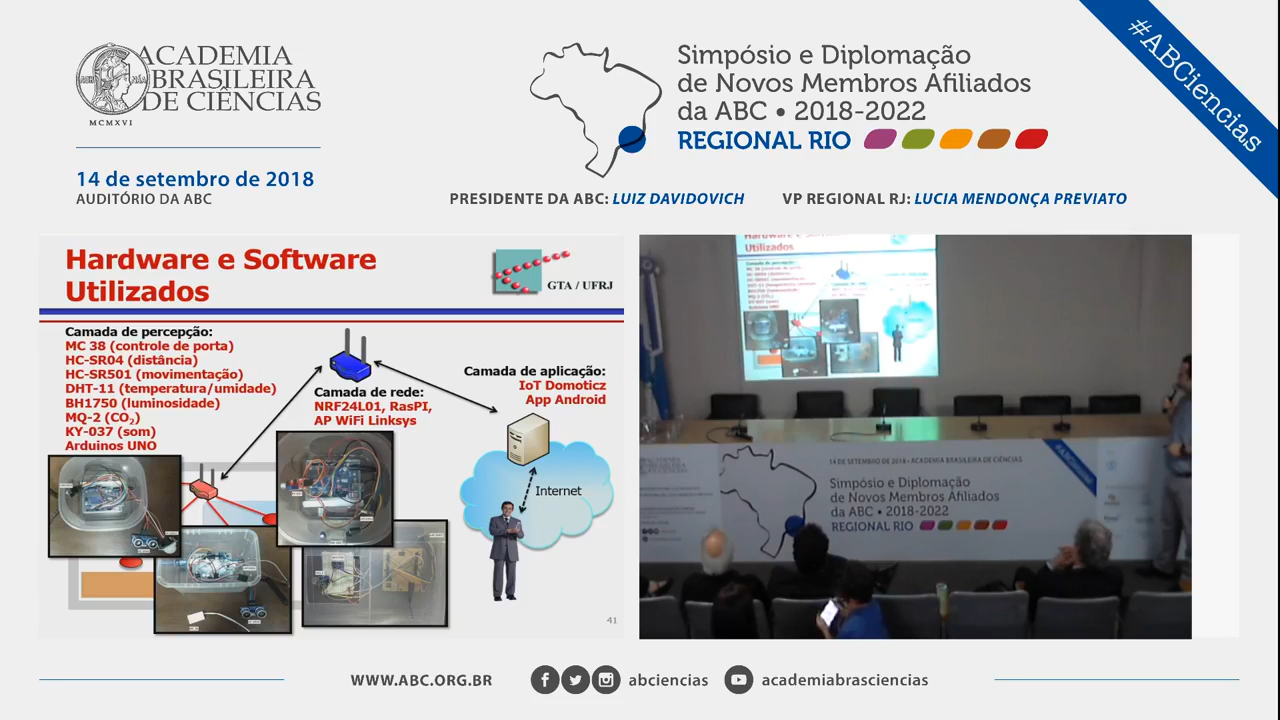 ACADEMIA
BRASILEIRA
DE CIÊNCIAS
MCMXVI
14 de setembro de 2018
AUDITÓRIO DA ABC
Simpósio e Diplomação
de Novos Membros Afiliados
da ABC • 2018-2022
REGIONAL RIO
#ABCiencias
PRESIDENTE DA ABC: LUIZ DAVIDOVICH
VP REGIONAL RJ: LUCIA MENDONÇA PREVIATO
Hardware e Software
Utilizados
GTA / UFRJ
Camada de percepção:
MC 38 (controle de porta)
HC-SR04 (distância)
HC-SR501 (movimentação)
DHT-11 (temperatura/umidade)
BH1750 (luminosidade)
MQ-2 (CO₂)
KY-037 (som)
Arduinos UNO
Camada de rede:
NRF24L01, RasPI,
AP WiFi Linksys
Camada de aplicação:
IoT Domoticz
App Android
Internet
41
Utilizados
14 DE SETEMBRO DE 2018 • ACADEMIA BRASILEIRA DE CIÊNCIAS
Simpósio e Diplomação
de Novos Membros Afiliados
da ABC • 2018-2022
REGIONAL RIO
WWW.ABC.ORG.BR
abciencias
academiabrasciencias